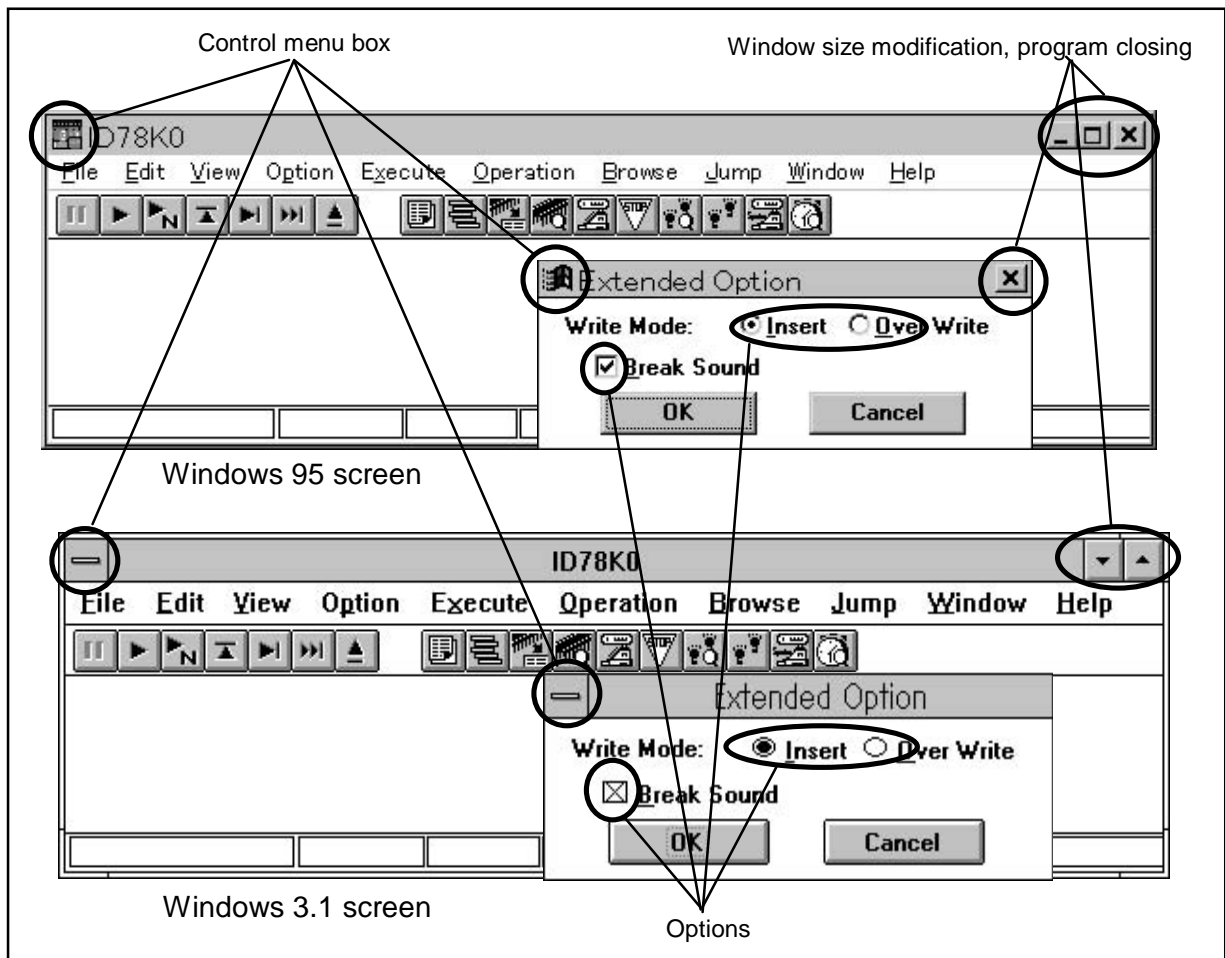 Control menu box
Window size modification, program closing
ID78K0
File Edit View Option Execute Operation Browse Jump Window Help
N STOP
Extended Option
Write Mode: Insert Over Write
Break Sound
OK Cancel
Windows 95 screen
ID78K0
File Edit View Option Execute Operation Browse Jump Window Help
N STOP
Extended Option
Write Mode: Insert Over Write
Break Sound
OK Cancel
Windows 3.1 screen
Options